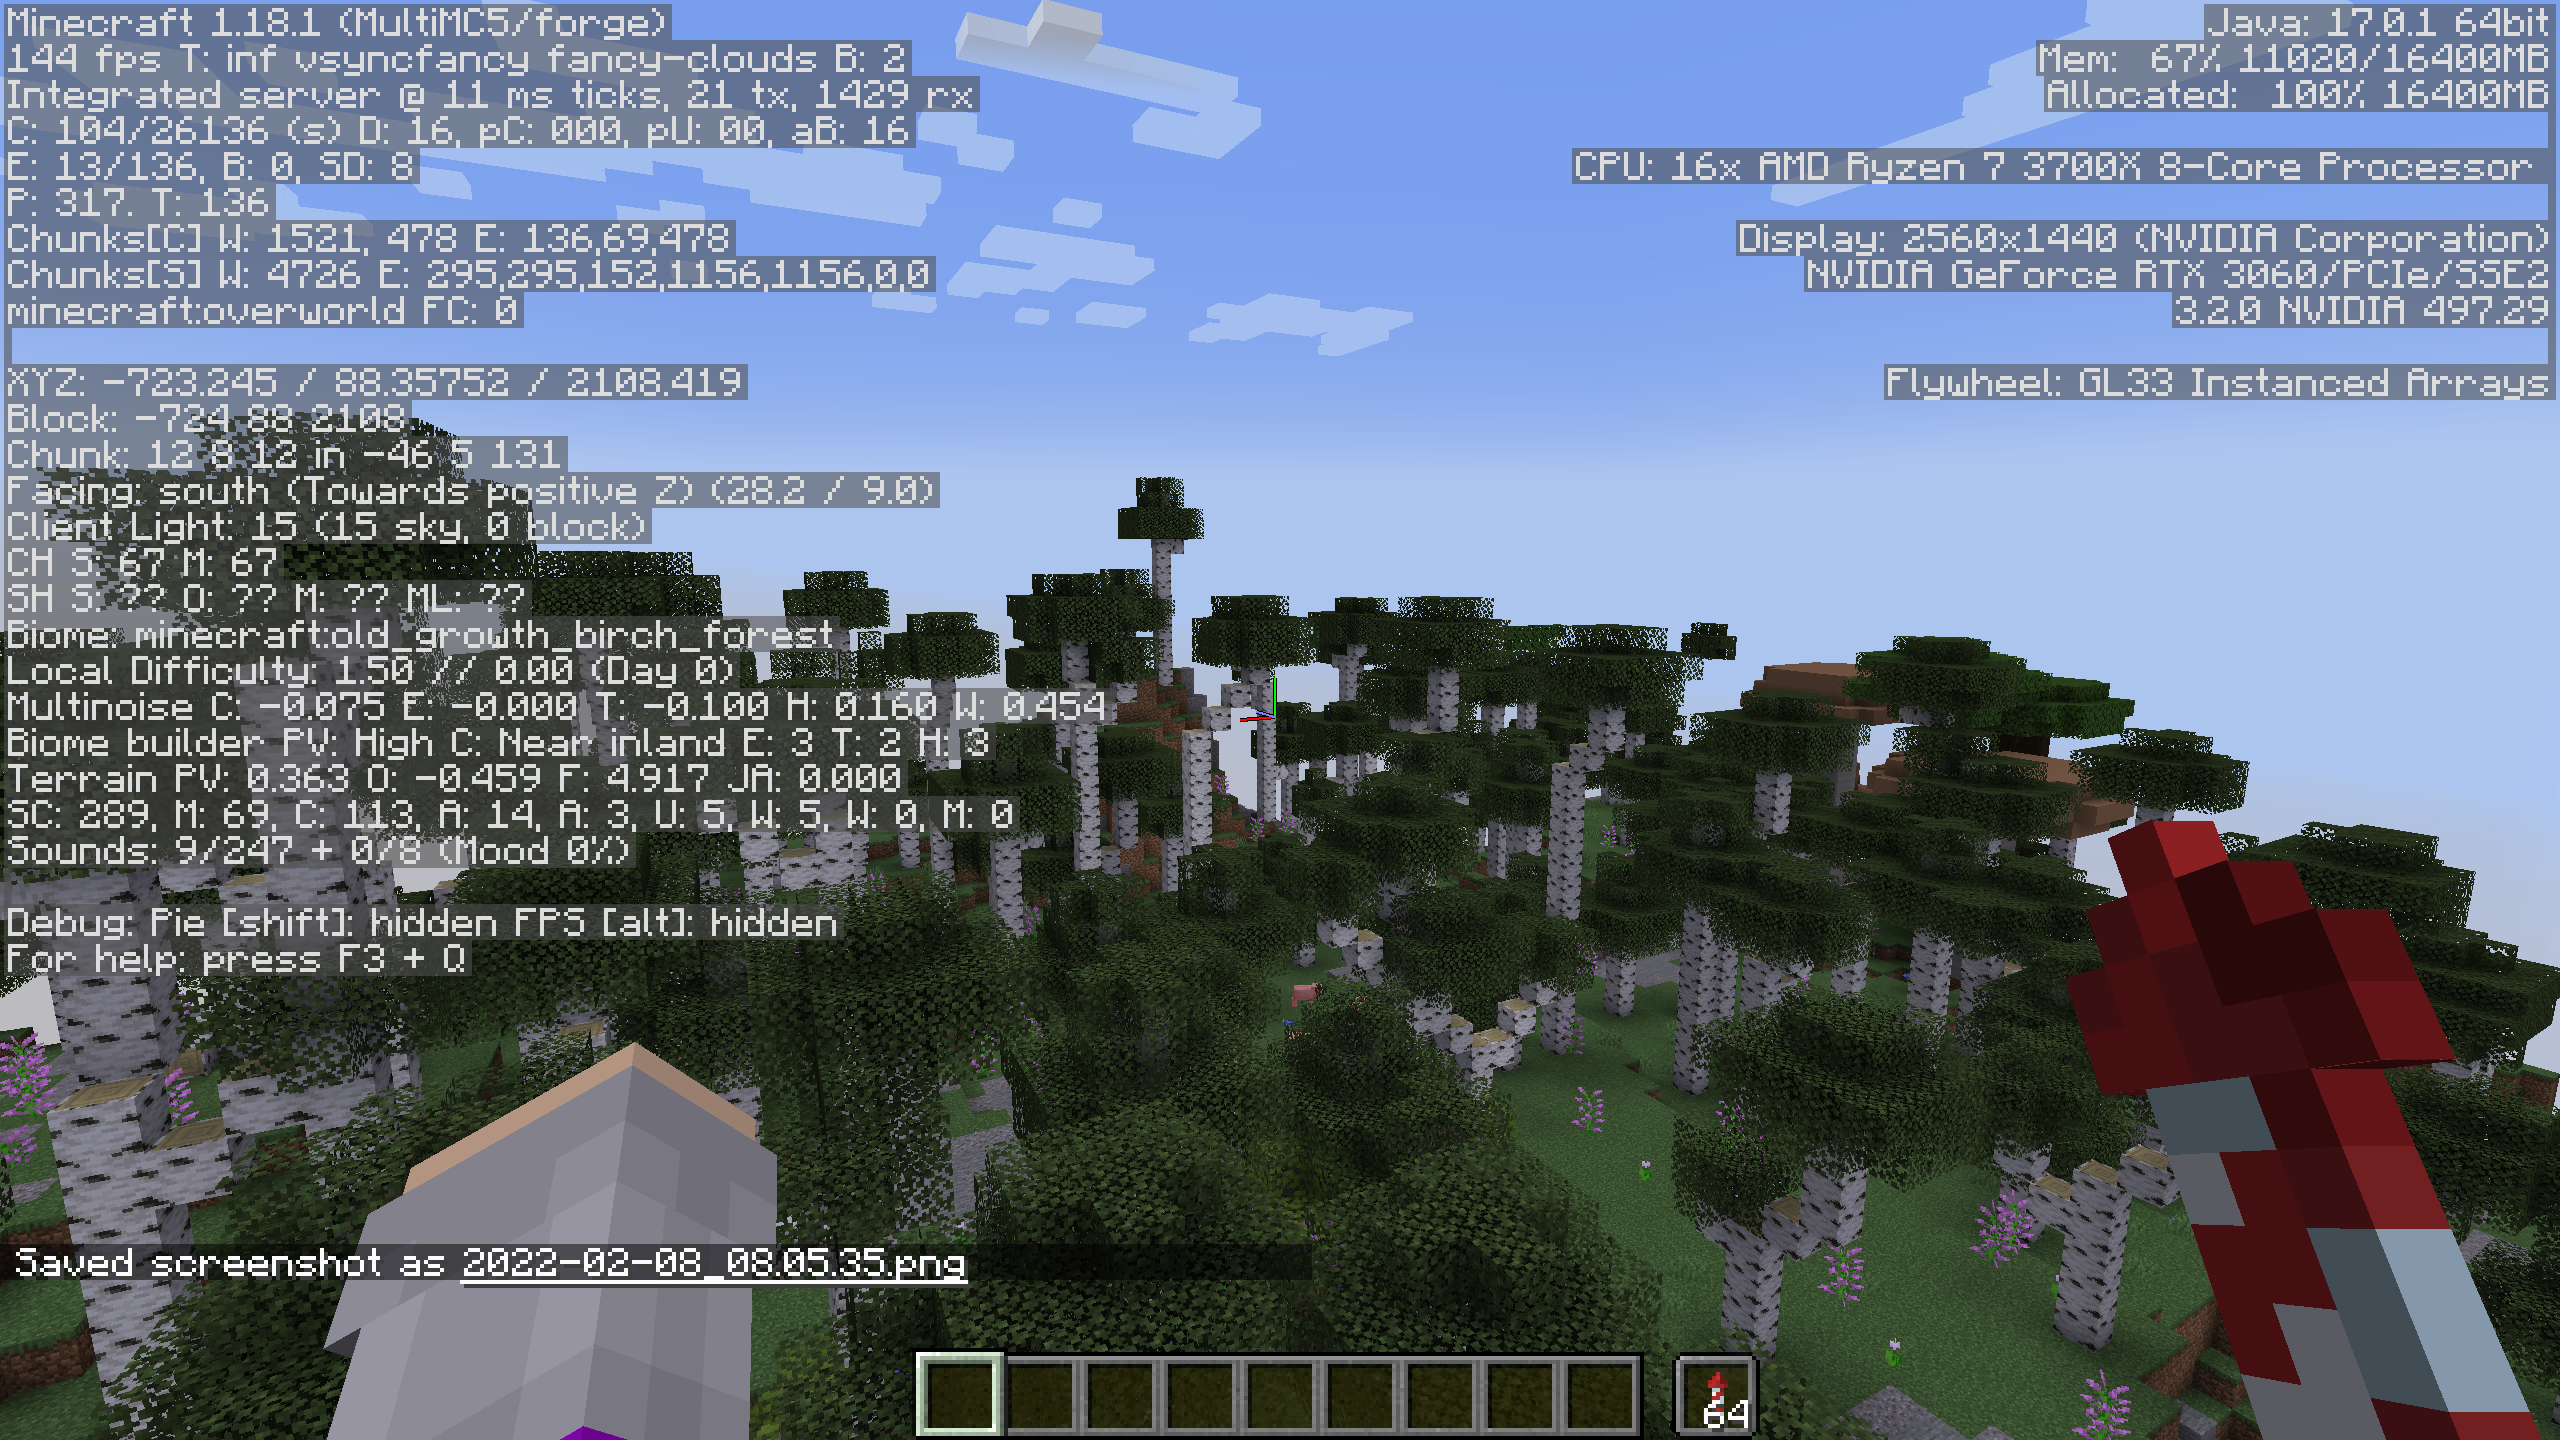 Minecraft 1.18.1 (MultiMC5/forge)
144 fps T: inf vsyncfancy fancy-clouds B: 2
Integrated server @ 11 ms ticks, 21 tx, 1429 rx
C: 104/26136 (s) D: 16, pC: 000, pU: 00, aB: 16
E: 13/136, B: 0, SD: 8
P: 317. T: 136
Chunks[C] W: 1521, 478 E: 136,69,478
Chunks[S] W: 4726 E: 295,295,152,1156,1156,0,0
minecraft:overworld FC: 0
XYZ: -723.245 / 88.35752 / 2108.419
Block: -724 88 2108
Chunk: 12 8 12 in -46 5 131
Facing: south (Towards positive Z) (28.2 / 9.0)
Client Light: 15 (15 sky, 0 block)
CH S: 67 M: 67
SH S: ?? O: ?? M: ?? ML: ??
Biome: minecraft:old_growth_birch_forest
Local Difficulty: 1.50 // 0.00 (Day 0)
Multinoise C: -0.075 E: -0.000 T: -0.100 H: 0.160 W: 0.454
Biome builder PV: High C: Near inland E: 3 T: 2 H: 3
Terrain PV: 0.363 O: -0.459 F: 4.917 JA: 0.000
SC: 289, M: 69, C: 113, A: 14, A: 3, U: 5, W: 5, W: 0, M: 0
Sounds: 9/247 + 0/8 (Mood 0%)
Debug: Pie [shift]: hidden FPS [alt]: hidden
For help: press F3 + Q
Java: 17.0.1 64bit
Mem: 67% 11020/16400MB
Allocated: 100% 16400MB
CPU: 16x AMD Ryzen 7 3700X 8-Core Processor
Display: 2560x1440 (NVIDIA Corporation)
NVIDIA GeForce RTX 3060/PCIe/SSE2
3.2.0 NVIDIA 497.29
Flywheel: GL33 Instanced Arrays
Saved screenshot as 2022-02-08_08.05.35.png
64